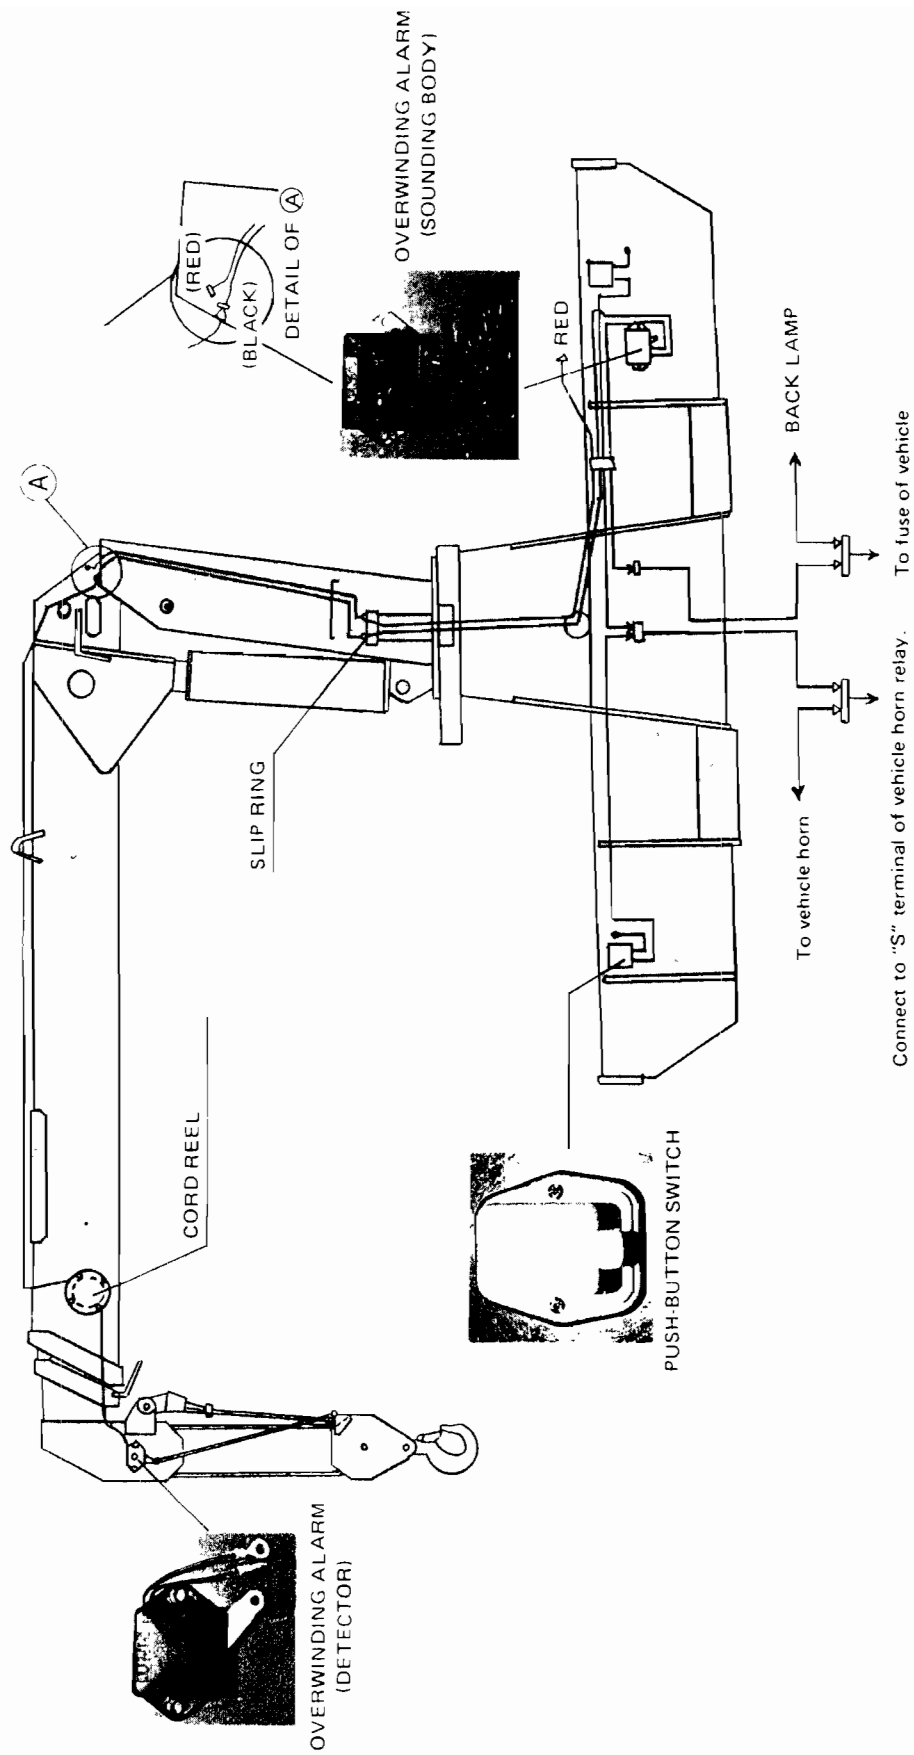 OVERWINDING ALARM
(SOUNDING BODY)
(RED)
(BLACK)
DETAIL OF Ⓐ
A
RED
BACK LAMP
SLIP RING
CORD REEL
To vehicle horn
Connect to "S" terminal of vehicle horn relay.
To fuse of vehicle
PUSH-BUTTON SWITCH
OVERWINDING ALARM
(DETECTOR)